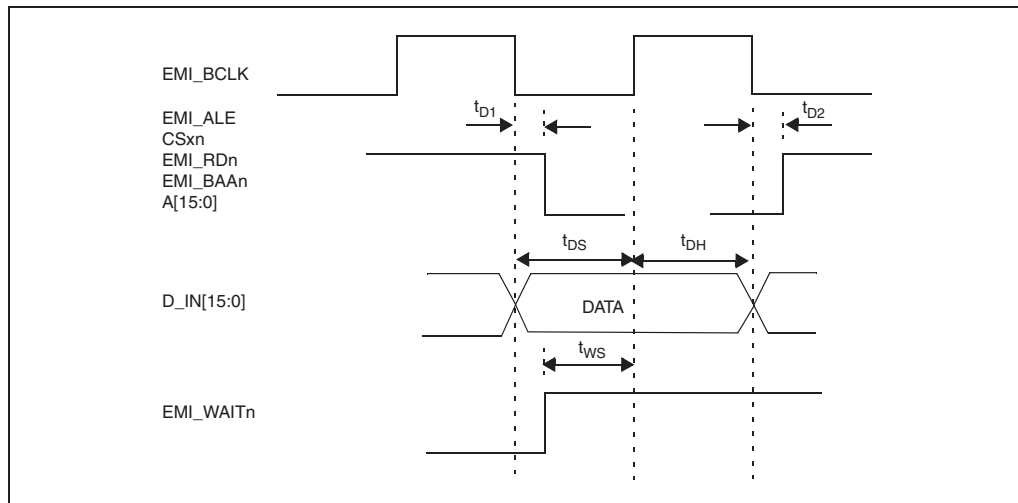 EMI_BCLK
EMI_ALE
CSxn
EMI_RDn
EMI_BAAn
A[15:0]
tD1
tD2
tDS
tDH
D_IN[15:0]
DATA
tWS
EMI_WAITn